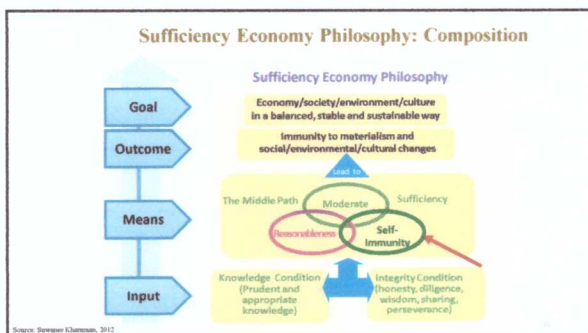 Sufficiency Economy Philosophy: Composition
Sufficiency Economy Philosophy
Goal
Economy/society/environment/culture
in a balanced, stable and sustainable way
Outcome
Immunity to materialism and
social/environmental/cultural changes
Lead to
Means
The Middle Path
Moderate
Sufficiency
Reasonableness
Self-
Immunity
Input
Knowledge Condition
(Prudent and
appropriate
knowledge)
Integrity Condition
(honesty, diligence,
wisdom, sharing,
perseverance)
Source: Suwanee Khamman, 2012